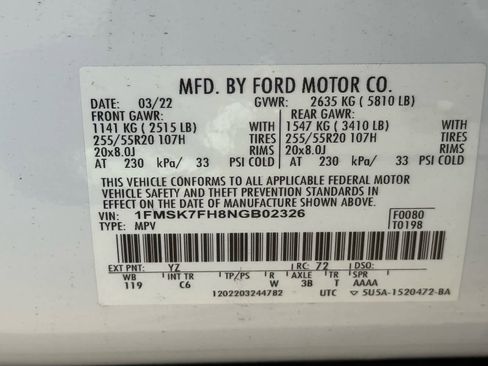 MFD. BY FORD MOTOR CO.
DATE: 03/22 GVWR: 2635 KG ( 5810 LB)
FRONT GAWR: REAR GAWR:
1141 KG ( 2515 LB) WITH 1547 KG ( 3410 LB) WITH
255/55R20 107H TIRES 255/55R20 107H TIRES
20x8.0J RIMS 20x8.0J RIMS
AT 230 kPa/ 33 PSI COLD AT 230 kPa/ 33 PSI COLD
THIS VEHICLE CONFORMS TO ALL APPLICABLE FEDERAL MOTOR
VEHICLE SAFETY AND THEFT PREVENTION STANDARDS IN
EFFECT ON THE DATE OF MANUFACTURE SHOWN ABOVE.
VIN: 1FMSK7FH8NGB02326 F0080
TYPE: MPV T0198
EXT PNT: YZ RC: 72 DSO:
WB INT TR TP/PS R AXLE TR SPR
119 C6 W 3B T AAAA
1202203244782 UTC ▽ 5U5A-1520472-BA